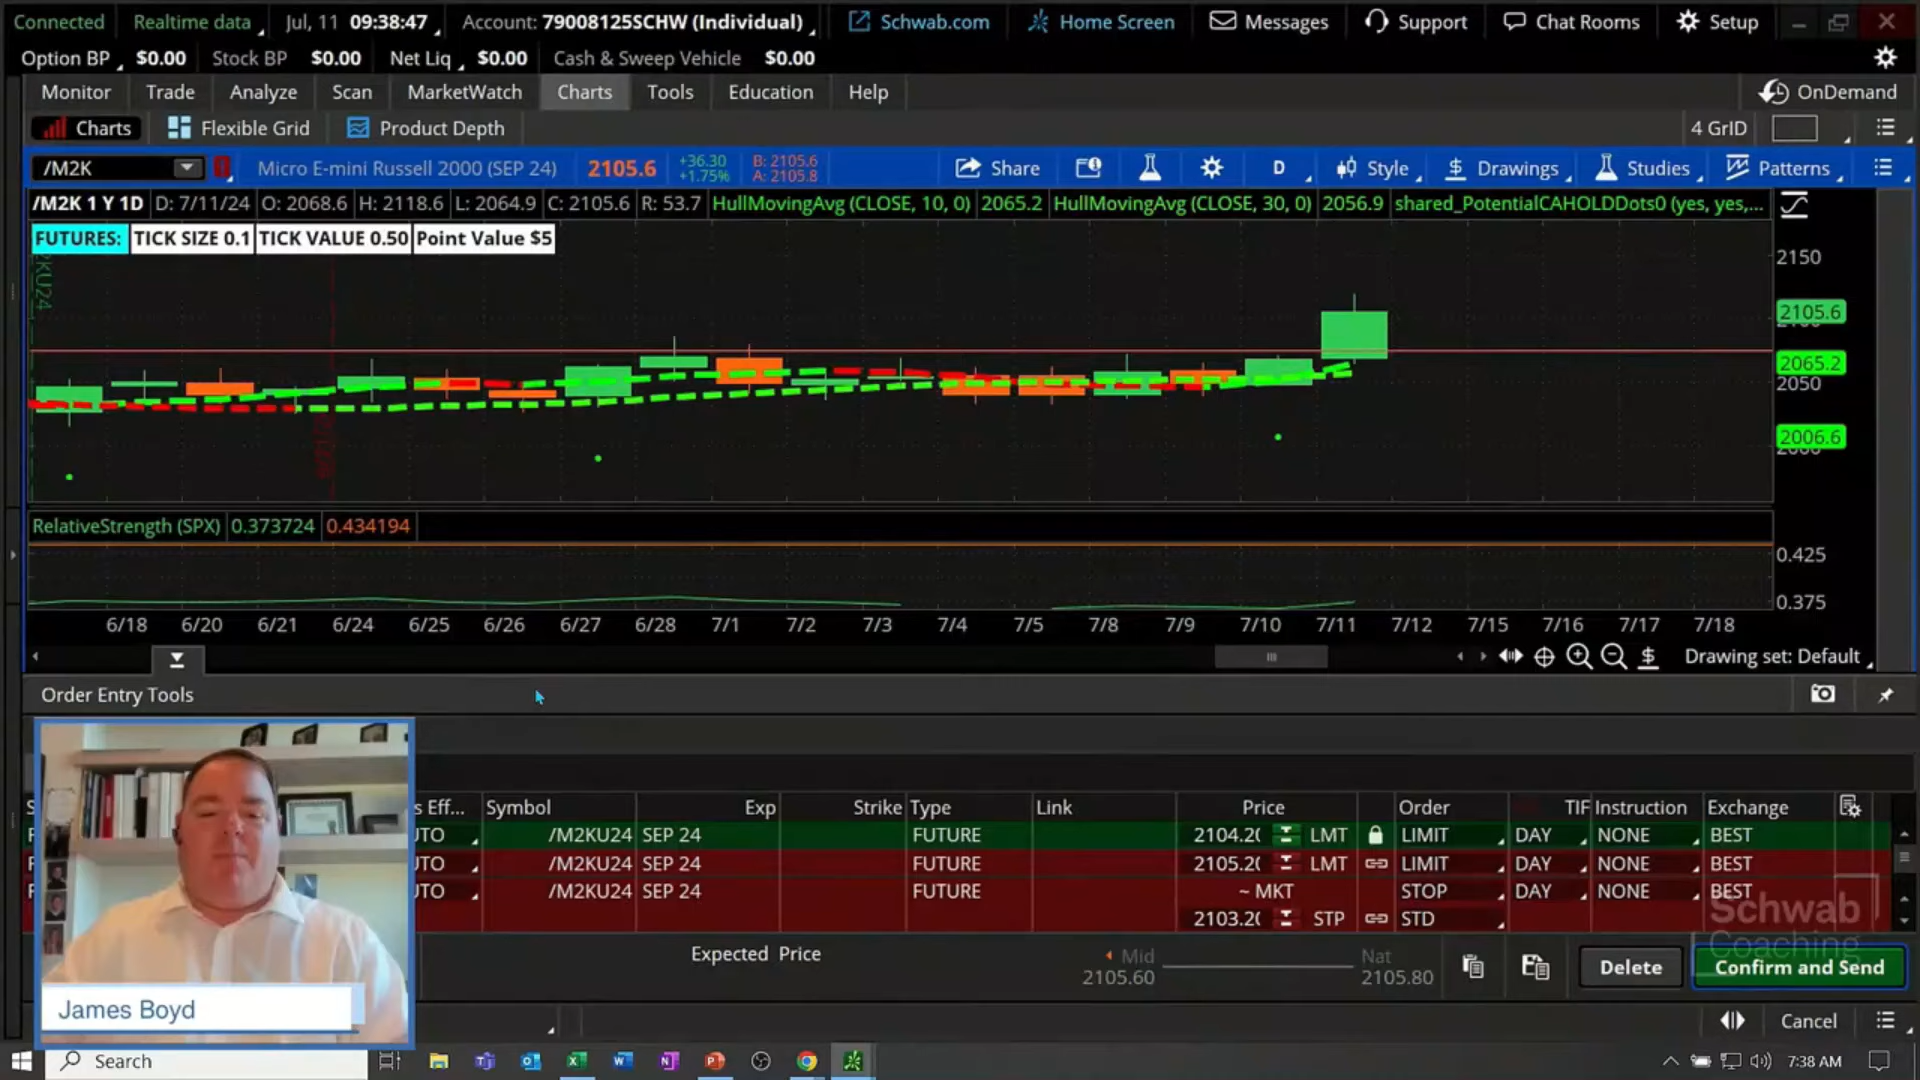 Connected Realtime data Jul, 11 09:38:47 Account: 79008125SCHW (Individual) Schwab.com Home Screen Messages Support Chat Rooms Setup
Option BP $0.00 Stock BP $0.00 Net Liq $0.00 Cash & Sweep Vehicle $0.00
Monitor Trade Analyze Scan MarketWatch Charts Tools Education Help OnDemand
Charts Flexible Grid Product Depth 4 GrID
/M2K Micro E-mini Russell 2000 (SEP 24) 2105.6 +36.30 B: 2105.6 Share D Style $ Drawings Studies Patterns
+1.75% A: 2105.8
/M2K 1 Y 1D D: 7/11/24 O: 2068.6 H: 2118.6 L: 2064.9 C: 2105.6 R: 53.7 HullMovingAvg (CLOSE, 10, 0) 2065.2 HullMovingAvg (CLOSE, 30, 0) 2056.9 shared_PotentialCAHOLDDots0 (yes, yes,...
FUTURES: TICK SIZE 0.1 TICK VALUE 0.50 Point Value $5
2150
2105.6
2065.2
2050
2006.6
RelativeStrength (SPX) 0.373724 0.434194
0.425
0.375
6/18 6/20 6/21 6/24 6/25 6/26 6/27 6/28 7/1 7/2 7/3 7/4 7/5 7/8 7/9 7/10 7/11 7/12 7/15 7/16 7/17 7/18
$ Drawing set: Default
Order Entry Tools
s Eff... Symbol Exp Strike Type Link Price Order TIF Instruction Exchange
UTO /M2KU24 SEP 24 FUTURE 2104.20 LMT LIMIT DAY NONE BEST
UTO /M2KU24 SEP 24 FUTURE 2105.20 LMT LIMIT DAY NONE BEST
UTO /M2KU24 SEP 24 FUTURE ~ MKT STOP DAY NONE BEST
2103.20 STP STD
Schwab
Coaching
Expected Price Mid Nat
2105.60 2105.80
Delete Confirm and Send
James Boyd
Cancel
Search 7:38 AM